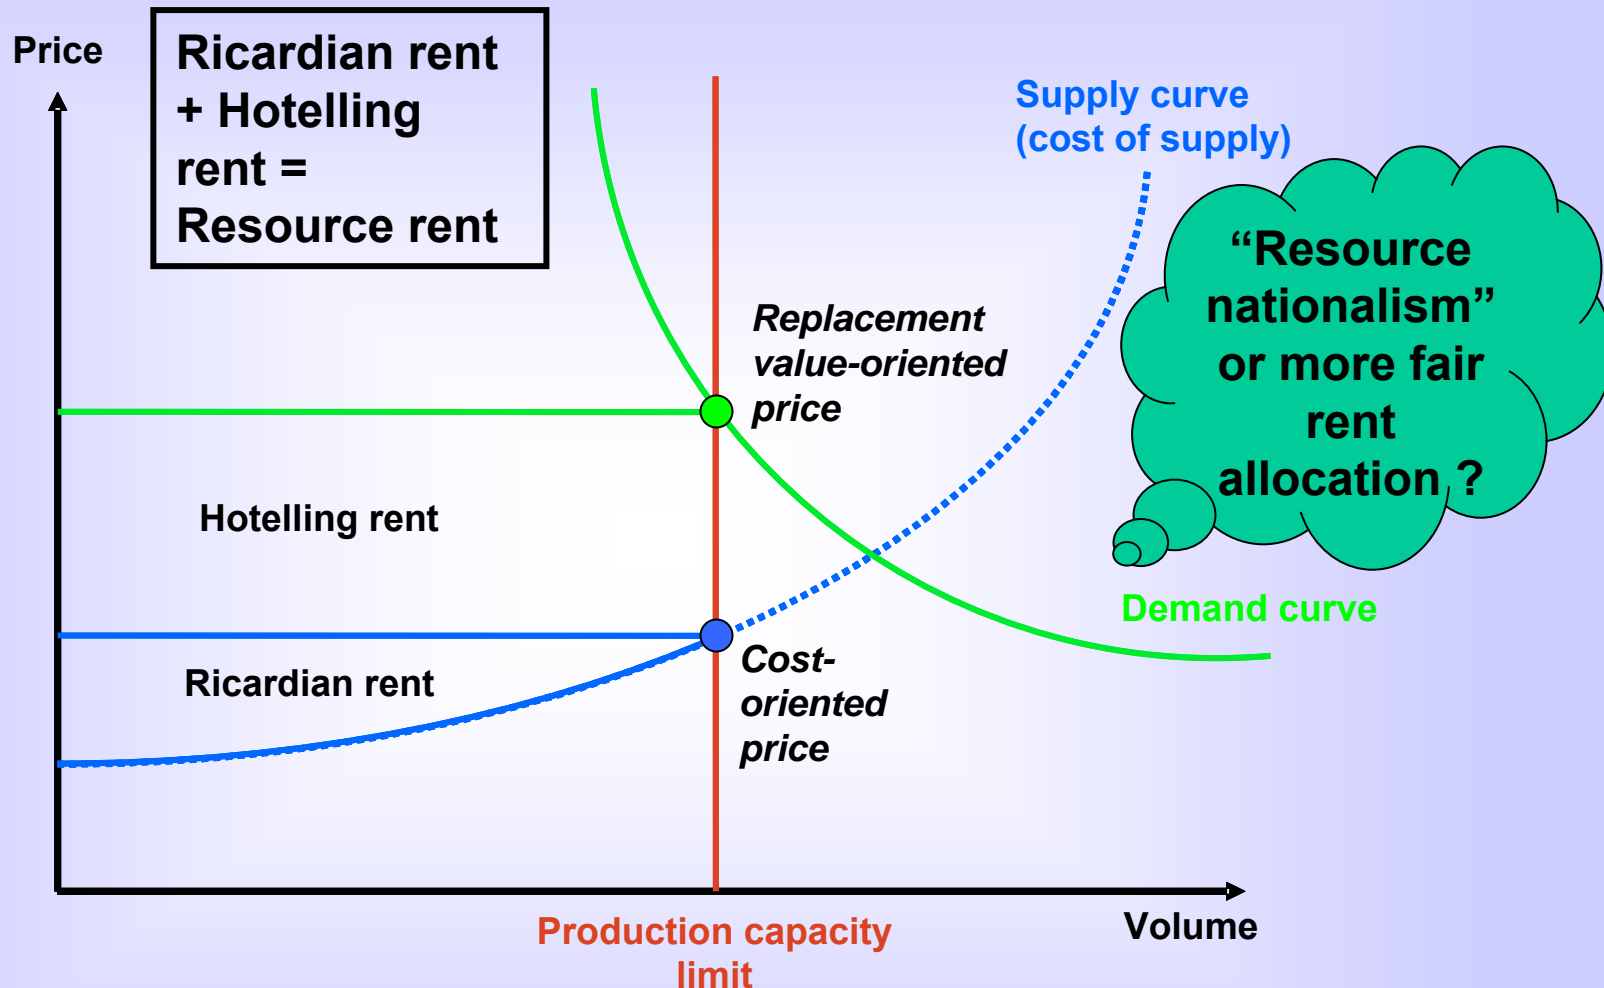 Price
Ricardian rent
+ Hotelling
rent =
Resource rent
Supply curve
(cost of supply)
“Resource
nationalism”
or more fair
rent
allocation ?
Replacement
value-oriented
price
Hotelling rent
Demand curve
Ricardian rent
Cost-
oriented
price
Production capacity
limit
Volume